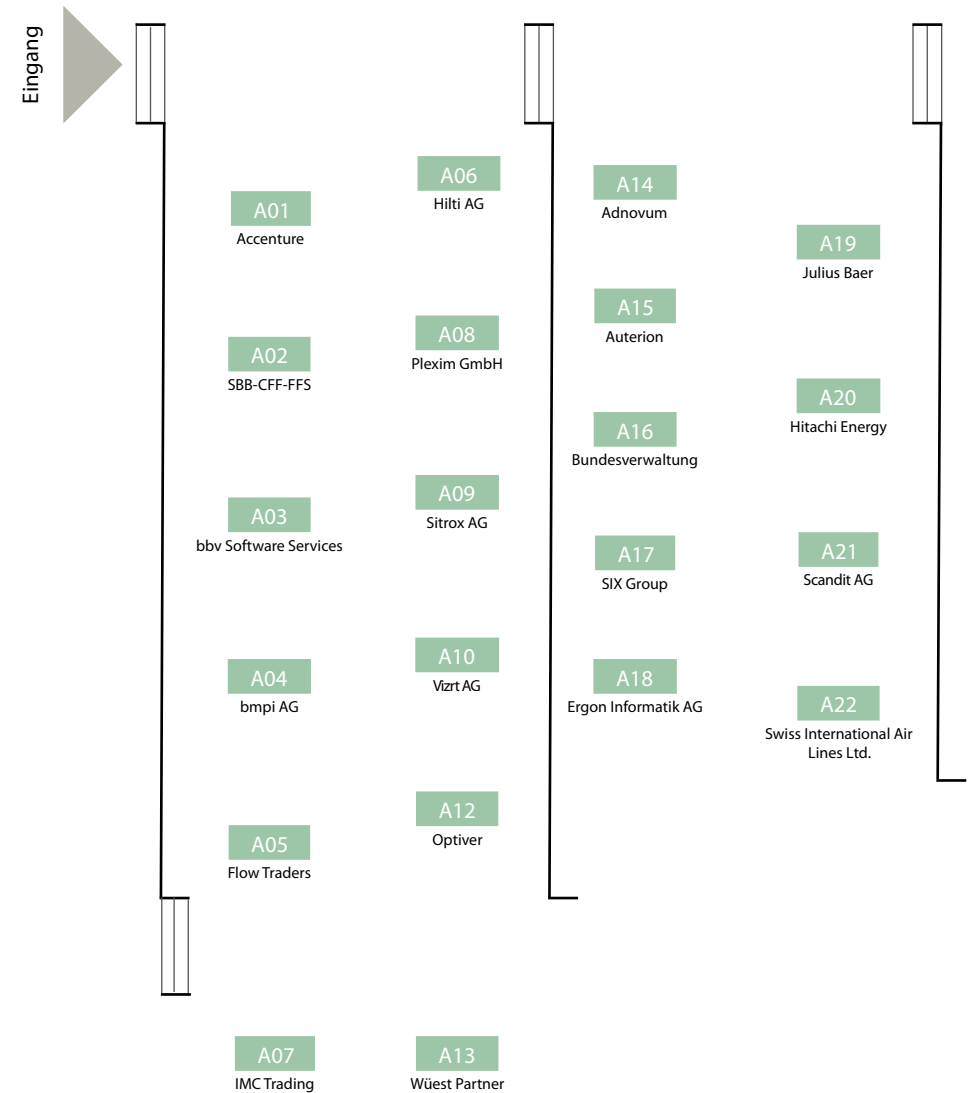 Eingang
A01
Accenture
A02
SBB-CFF-FFS
A03
bbv Software Services
A04
bmpi AG
A05
Flow Traders
A07
IMC Trading
A06
Hilti AG
A08
Plexim GmbH
A09
Sitrox AG
A10
Vizrt AG
A12
Optiver
A13
Wüest Partner
A14
Adnovum
A15
Auterion
A16
Bundesverwaltung
A17
SIX Group
A18
Ergon Informatik AG
A19
Julius Baer
A20
Hitachi Energy
A21
Scandit AG
A22
Swiss International Air
Lines Ltd.